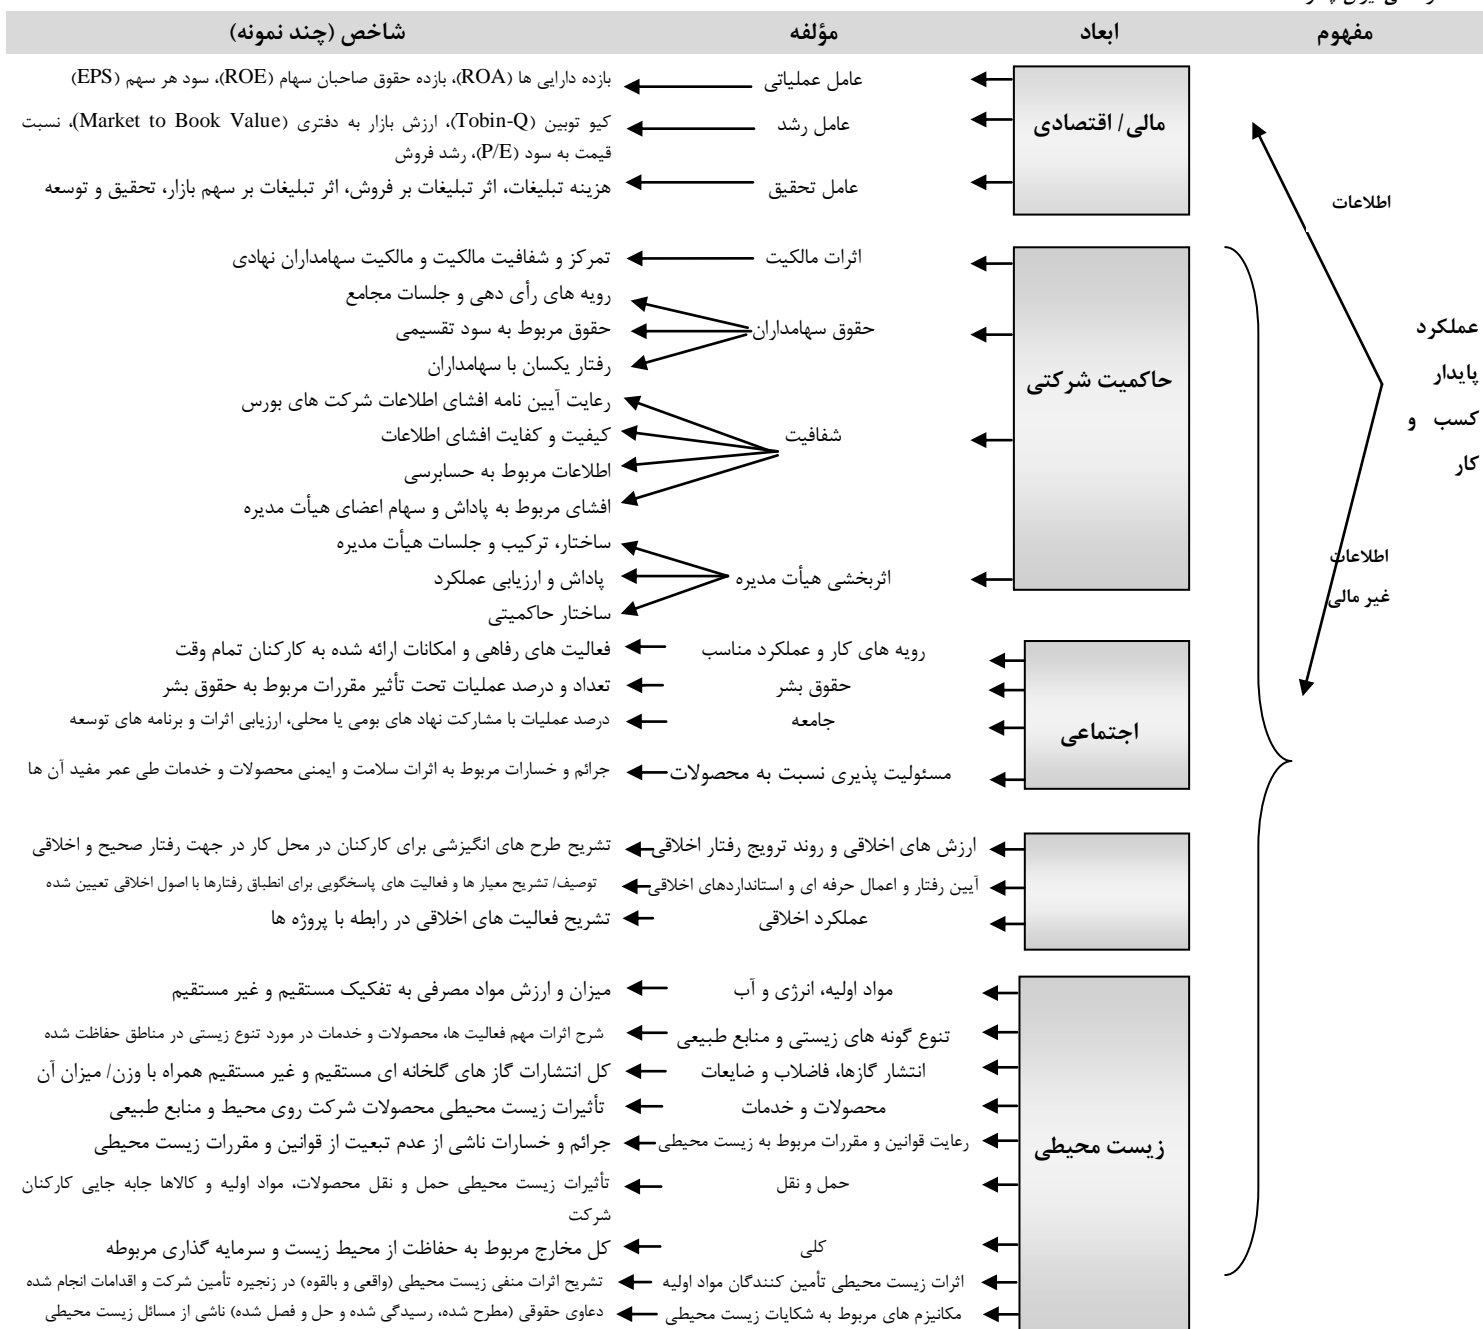 مفهوم ابعاد مؤلفه شاخص (چند نمونه)
عملکرد
پایدار
کسب و
کار
اطلاعات
اطلاعات
غیر مالی
مالی/ اقتصادی
عامل عملیاتی بازده دارایی ها (ROA)، بازده حقوق صاحبان سهام (ROE)، سود هر سهم (EPS)
عامل رشد کیو توبین (Tobin-Q)، ارزش بازار به دفتری (Market to Book Value)، نسبت
قیمت به سود (P/E)، رشد فروش
عامل تحقیق هزینه تبلیغات، اثر تبلیغات بر فروش، اثر تبلیغات بر سهم بازار، تحقیق و توسعه
حاکمیت شرکتی
اثرات مالکیت تمرکز و شفافیت مالکیت و مالکیت سهامداران نهادی
حقوق سهامداران
رویه های رأی دهی و جلسات مجامع
حقوق مربوط به سود تقسیمی
رفتار یکسان با سهامداران
شفافیت
رعایت آیین نامه افشای اطلاعات شرکت های بورس
کیفیت و کفایت افشای اطلاعات
اطلاعات مربوط به حسابرسی
افشای مربوط به پاداش و سهام اعضای هیأت مدیره
اثربخشی هیأت مدیره
ساختار، ترکیب و جلسات هیأت مدیره
پاداش و ارزیابی عملکرد
ساختار حاکمیتی
اجتماعی
رویه های کار و عملکرد مناسب فعالیت های رفاهی و امکانات ارائه شده به کارکنان تمام وقت
حقوق بشر تعداد و درصد عملیات تحت تأثیر مقررات مربوط به حقوق بشر
جامعه درصد عملیات با مشارکت نهاد های بومی یا محلی، ارزیابی اثرات و برنامه های توسعه
مسئولیت پذیری نسبت به محصولات جرائم و خسارات مربوط به اثرات سلامت و ایمنی محصولات و خدمات طی عمر مفید آن ها
ارزش های اخلاقی و روند ترویج رفتار اخلاقی تشریح طرح های انگیزشی برای کارکنان در محل کار در جهت رفتار صحیح و اخلاقی
آیین رفتار و اعمال حرفه ای و استانداردهای اخلاقی توصیف/ تشریح معیار ها و فعالیت های پاسخگویی برای انطباق رفتارها با اصول اخلاقی تعیین شده
عملکرد اخلاقی تشریح فعالیت های اخلاقی در رابطه با پروژه ها
زیست محیطی
مواد اولیه، انرژی و آب میزان و ارزش مواد مصرفی به تفکیک مستقیم و غیر مستقیم
تنوع گونه های زیستی و منابع طبیعی شرح اثرات مهم فعالیت ها، محصولات و خدمات در مورد تنوع زیستی در مناطق حفاظت شده
انتشار گازها، فاضلاب و ضایعات کل انتشارات گاز های گلخانه ای مستقیم و غیر مستقیم همراه با وزن/ میزان آن
محصولات و خدمات تأثیرات زیست محیطی محصولات شرکت روی محیط و منابع طبیعی
رعایت قوانین و مقررات مربوط به زیست محیطی جرائم و خسارات ناشی از عدم تبعیت از قوانین و مقررات زیست محیطی
حمل و نقل تأثیرات زیست محیطی حمل و نقل محصولات، مواد اولیه و کالاها جابه جایی کارکنان
شرکت
کلی کل مخارج مربوط به حفاظت از محیط زیست و سرمایه گذاری مربوطه
اثرات زیست محیطی تأمین کنندگان مواد اولیه تشریح اثرات منفی زیست محیطی (واقعی و بالقوه) در زنجیره تأمین شرکت و اقدامات انجام شده
مکانیزم های مربوط به شکایات زیست محیطی دعاوی حقوقی (مطرح شده، رسیدگی شده و حل و فصل شده) ناشی از مسائل زیست محیطی